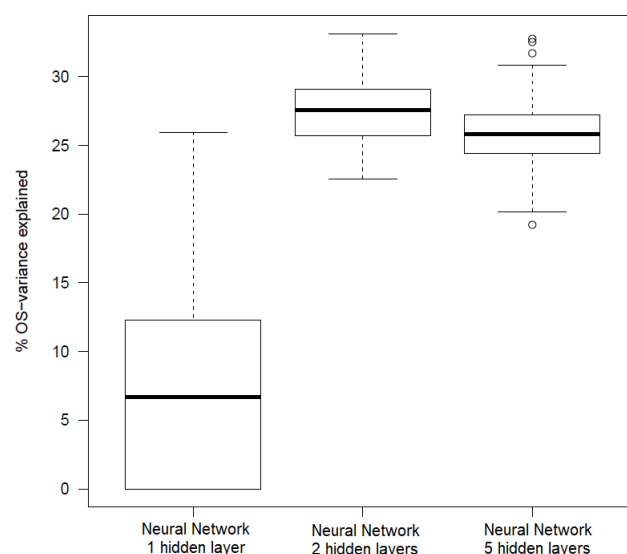 % OS−variance explained
30
25
20
15
10
5
0
Neural Network
1 hidden layer
Neural Network
2 hidden layers
Neural Network
5 hidden layers